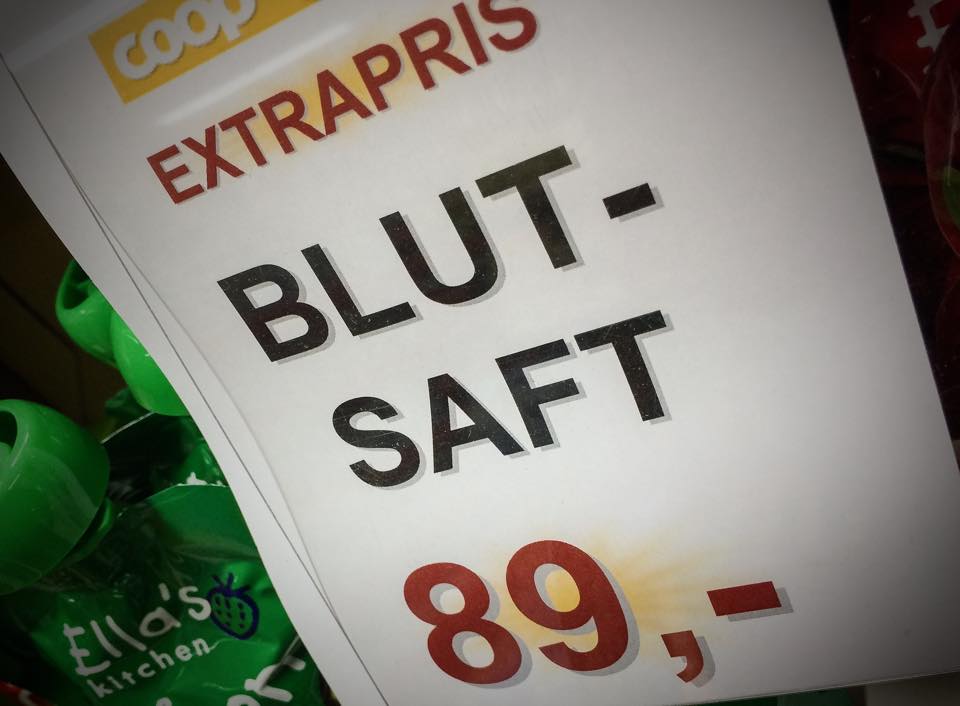 coop
EXTRAPRIS
BLUT-
SAFT
89,-
Ella's
kitchen